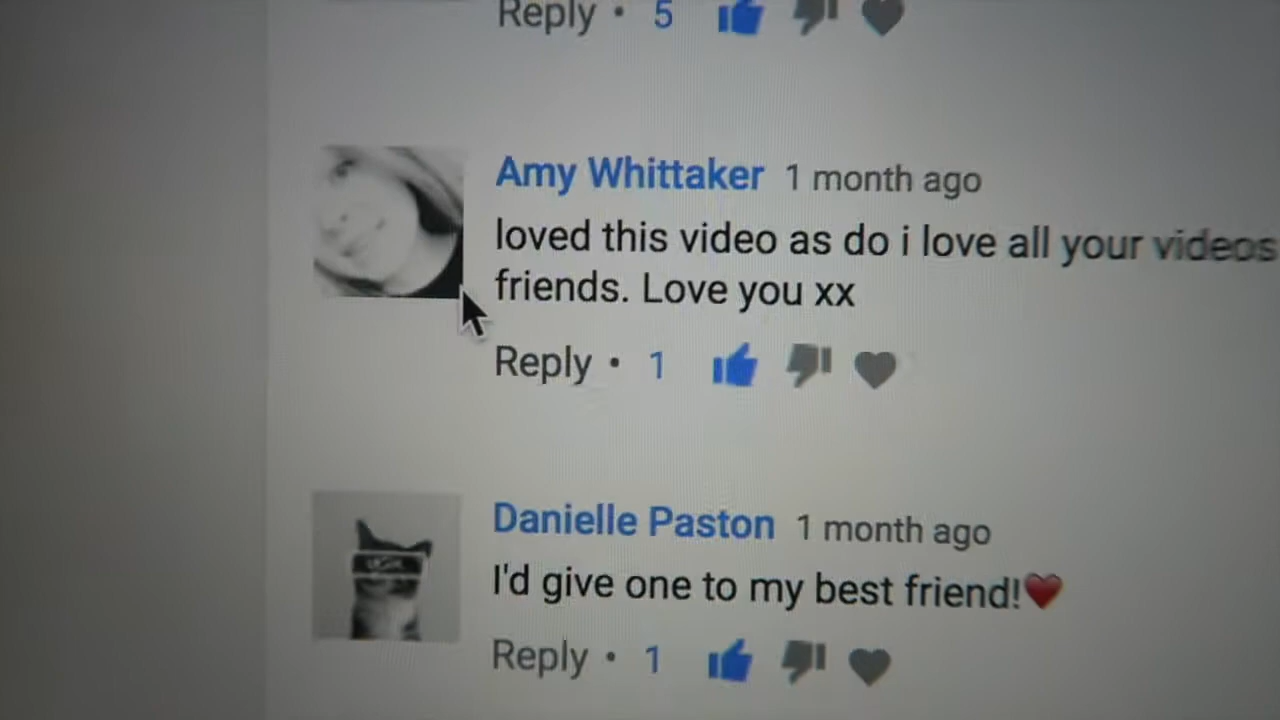 Reply • 5
Amy Whittaker 1 month ago
loved this video as do i love all your videos
friends. Love you xx
Reply • 1
Danielle Paston 1 month ago
I'd give one to my best friend!❤
Reply • 1